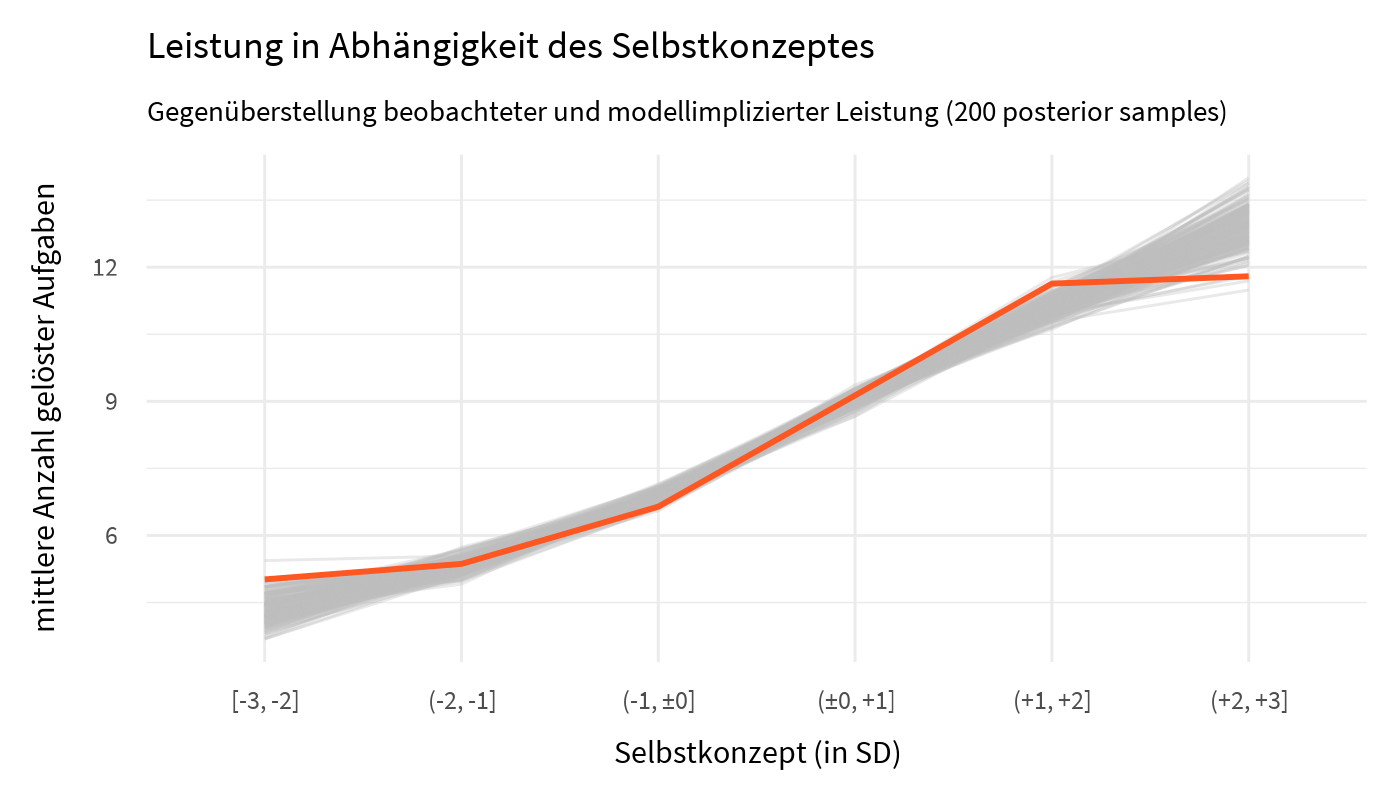 Leistung in Abhängigkeit des Selbstkonzeptes
Gegenüberstellung beobachteter und modellimplizierter Leistung (200 posterior samples)
mittlere Anzahl gelöster Aufgaben
12
9
6
[-3, -2]
(-2, -1]
(-1, ±0]
(±0, +1]
(+1, +2]
(+2, +3]
Selbstkonzept (in SD)